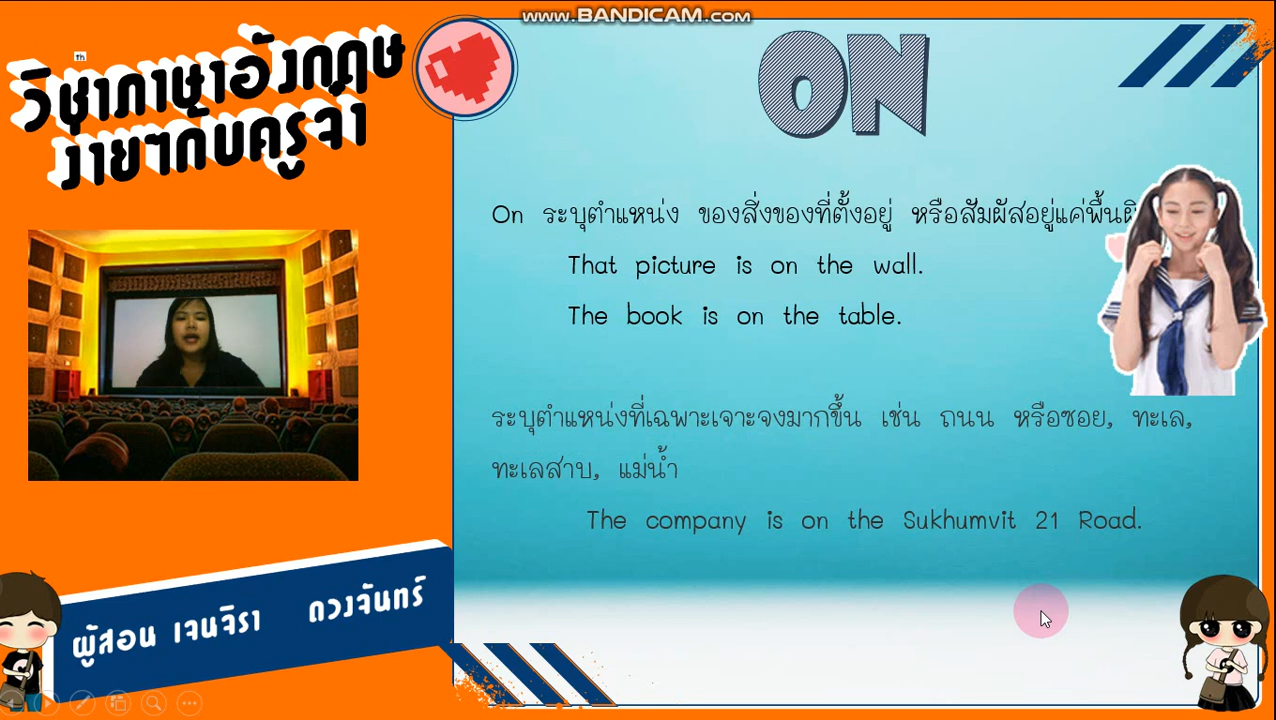 www.BANDICAM.com
วิชาภาษาอังกฤษ
ง่ายๆกับครูจ๋า
th
ON
On ระบุตำแหน่ง ของสิ่งของที่ตั้งอยู่ หรือสัมผัสอยู่แค่พื้นผิ
That picture is on the wall.
The book is on the table.
ระบุตำแหน่งที่เฉพาะเจาะจงมากขึ้น เช่น ถนน หรือซอย, ทะเล,
ทะเลสาบ, แม่น้ำ
The company is on the Sukhumvit 21 Road.
ผู้สอน เจนจิรา ดวงจันทร์